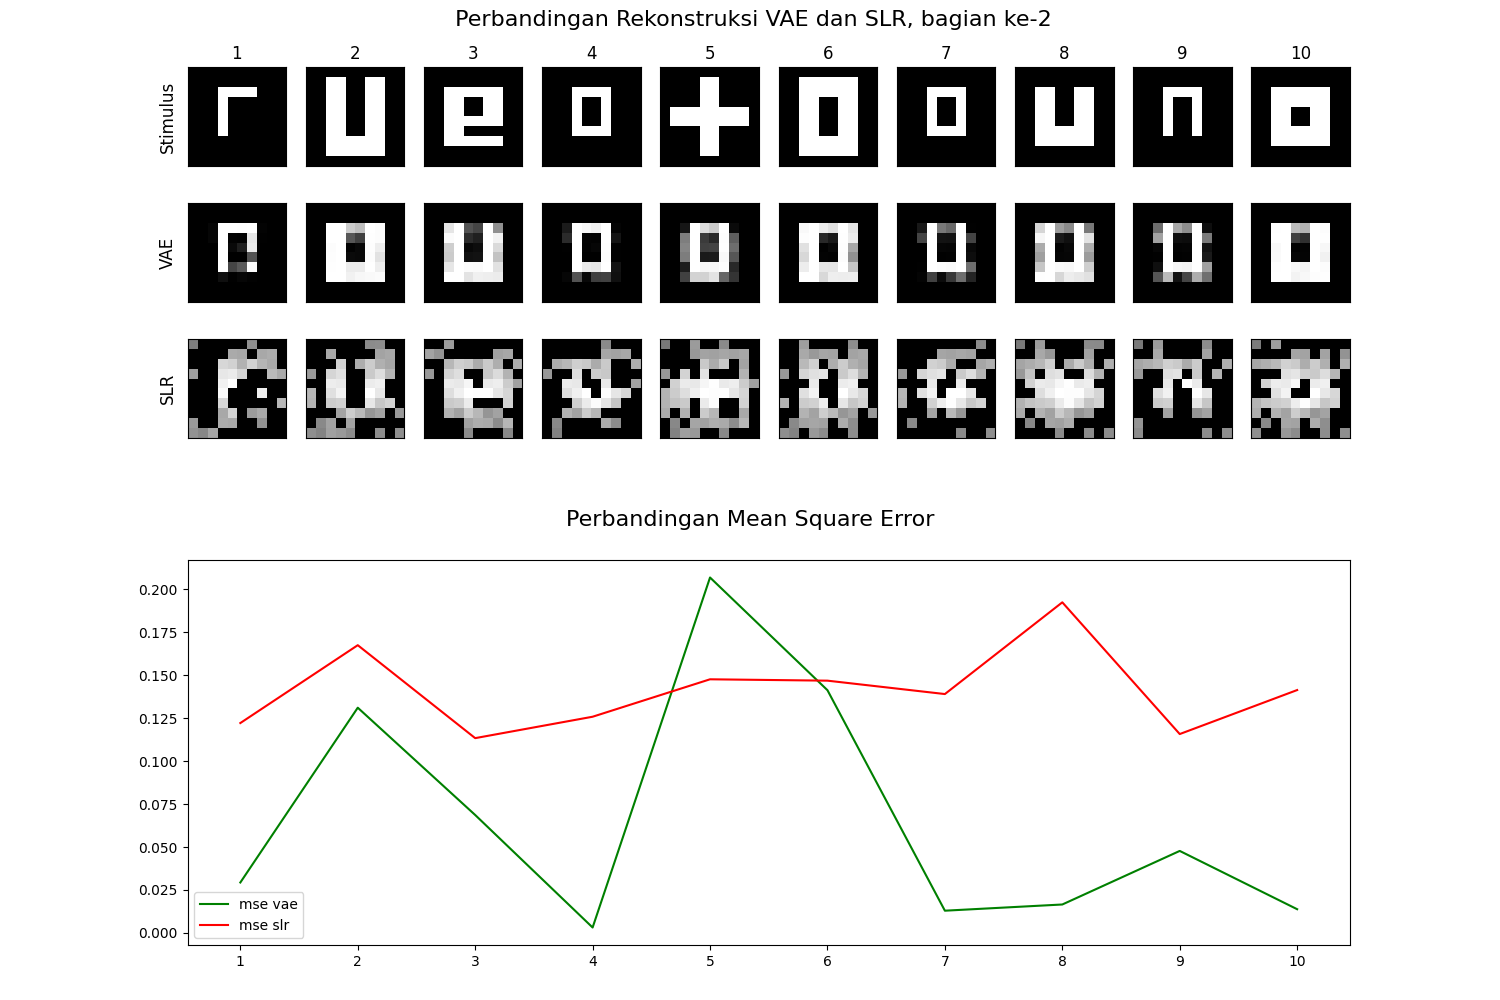 Perbandingan Rekonstruksi VAE dan SLR, bagian ke-2
1 2 3 4 5 6 7 8 9 10
Stimulus
VAE
SLR
Perbandingan Mean Square Error
0.200
0.175
0.150
0.125
0.100
0.075
0.050
0.025
0.000
mse vae
mse slr
1 2 3 4 5 6 7 8 9 10